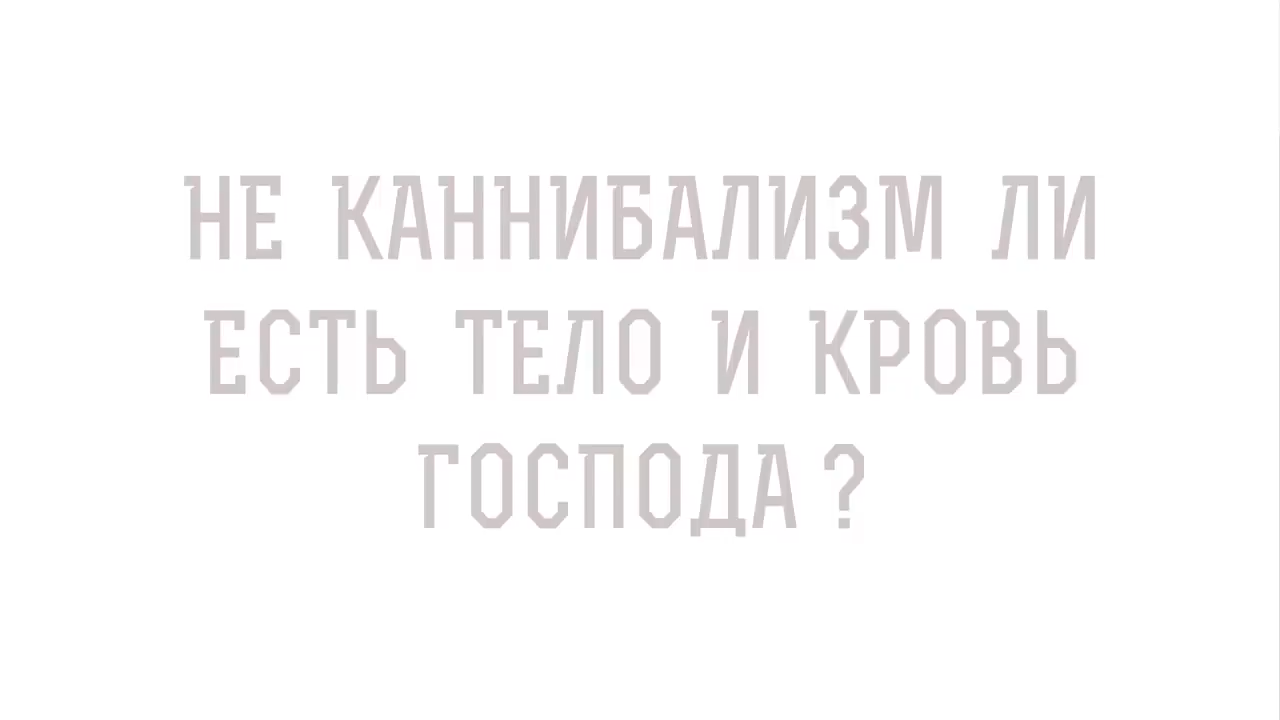 НЕ КАННИБАЛИЗМ ЛИ
ЕСТЬ ТЕЛО И КРОВЬ
ГОСПОДА?